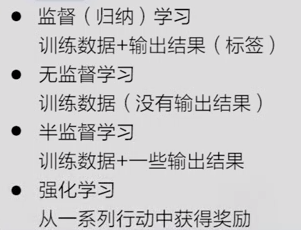 ● 监督（归纳）学习
训练数据+输出结果（标签）
● 无监督学习
训练数据（没有输出结果）
● 半监督学习
训练数据+一些输出结果
● 强化学习
从一系列行动中获得奖励